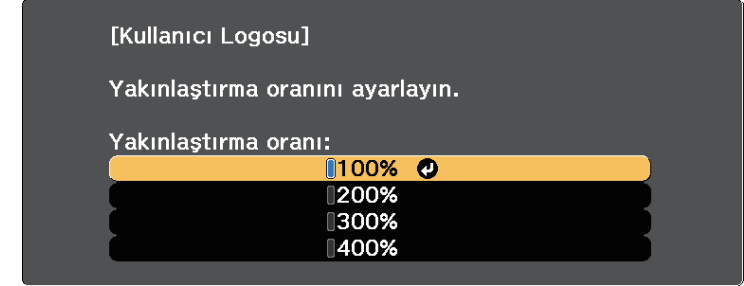 [Kullanıcı Logosu]
Yakınlaştırma oranını ayarlayın.
Yakınlaştırma oranı:
100%
200%
300%
400%